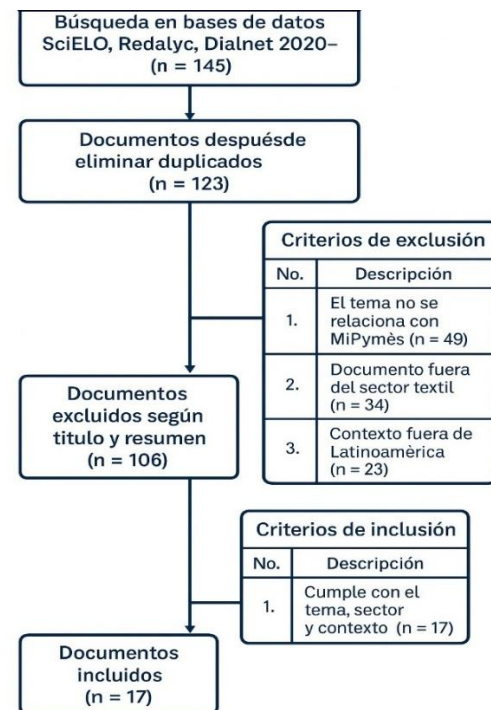 Búsqueda en bases de datos
SciELO, Redalyc, Dialnet 2020–
(n = 145)
Documentos despuésde
eliminar duplicados
(n = 123)
Criterios de exclusión
No.
Descripción
1.
El tema no se
relaciona con
MiPymès (n = 49)
2.
Documento fuera
del sector textil
(n = 34)
3.
Contexto fuera de
Latinoamèrica
(n = 23)
Documentos
excluidos según
titulo y resumen
(n = 106)
Criterios de inclusión
No.
Descripción
1.
Cumple con el
tema, sector
y contexto (n = 17)
Documentos
incluidos
(n = 17)